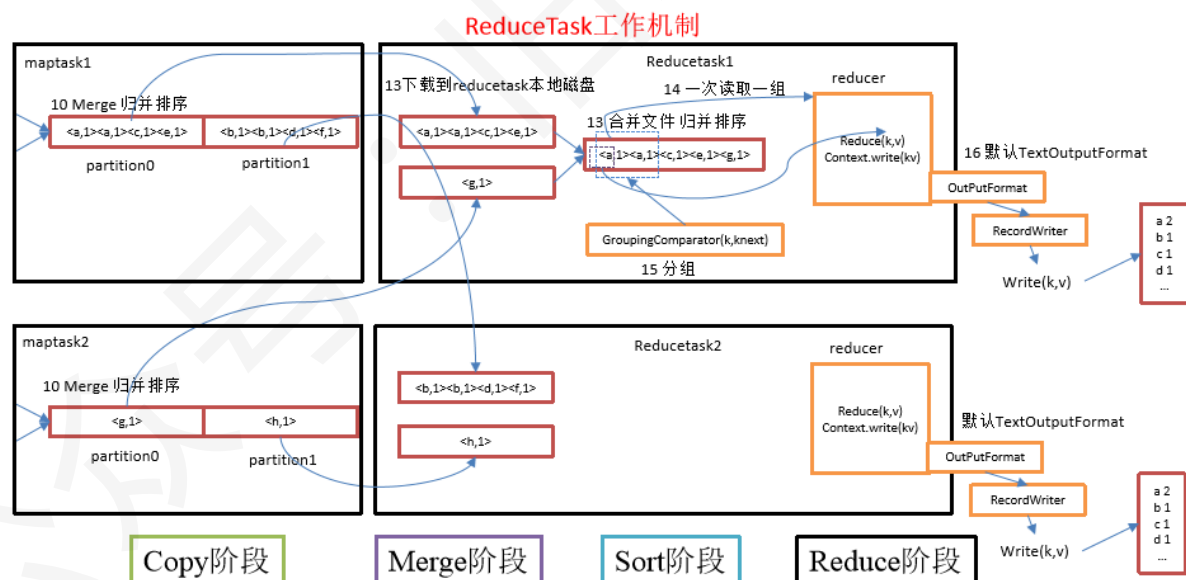 ReduceTask工作机制
maptask1
10 Merge 归并排序
<a,1><a,1><c,1><e,1>
<b,1><b,1><d,1><f,1>
partition0
partition1
Reducetask1
13下载到reducetask本地磁盘
<a,1><a,1><c,1><e,1>
<g,1>
14 一次读取一组
13 合并文件 归并排序
<a,1><a,1><c,1><e,1><g,1>
GroupingComparator(k,knext)
15 分组
reducer
Reduce(k,v)
Context.write(kv)
16 默认TextOutputFormat
OutPutFormat
RecordWriter
Write(k,v)
a 2
b 1
c 1
d 1
...
maptask2
10 Merge 归并排序
<g,1>
<h,1>
partition0
partition1
Reducetask2
<b,1><b,1><d,1><f,1>
<h,1>
reducer
Reduce(k,v)
Context.write(kv)
默认TextOutputFormat
OutPutFormat
RecordWriter
Write(k,v)
a 2
b 1
c 1
d 1
...
Copy阶段
Merge阶段
Sort阶段
Reduce阶段